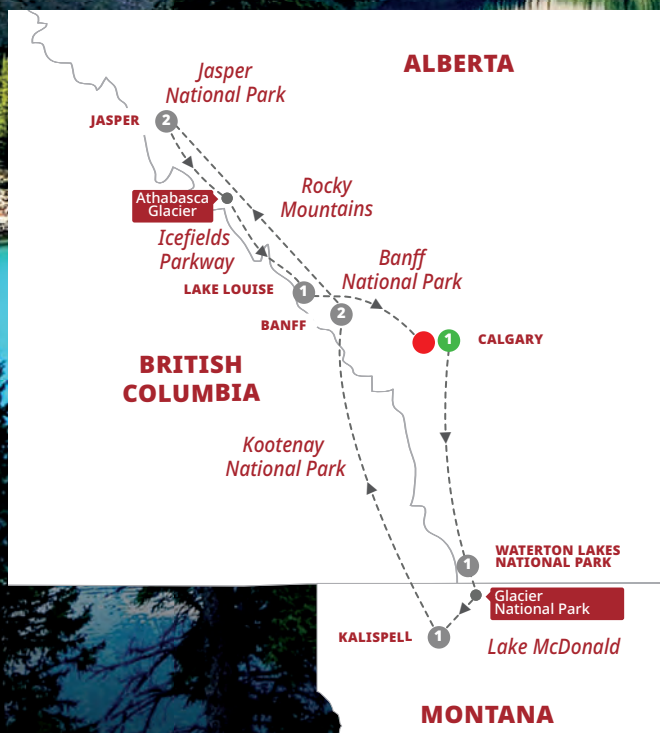 ALBERTA
Jasper
National Park
JASPER
2
Athabasca
Glacier
Rocky
Mountains
Icefields
Parkway
Banff
National Park
LAKE LOUISE
1
BANFF
2
1
CALGARY
BRITISH
COLUMBIA
Kootenay
National Park
WATERTON LAKES
NATIONAL PARK
1
Glacier
National Park
KALISPELL
1
Lake McDonald
MONTANA